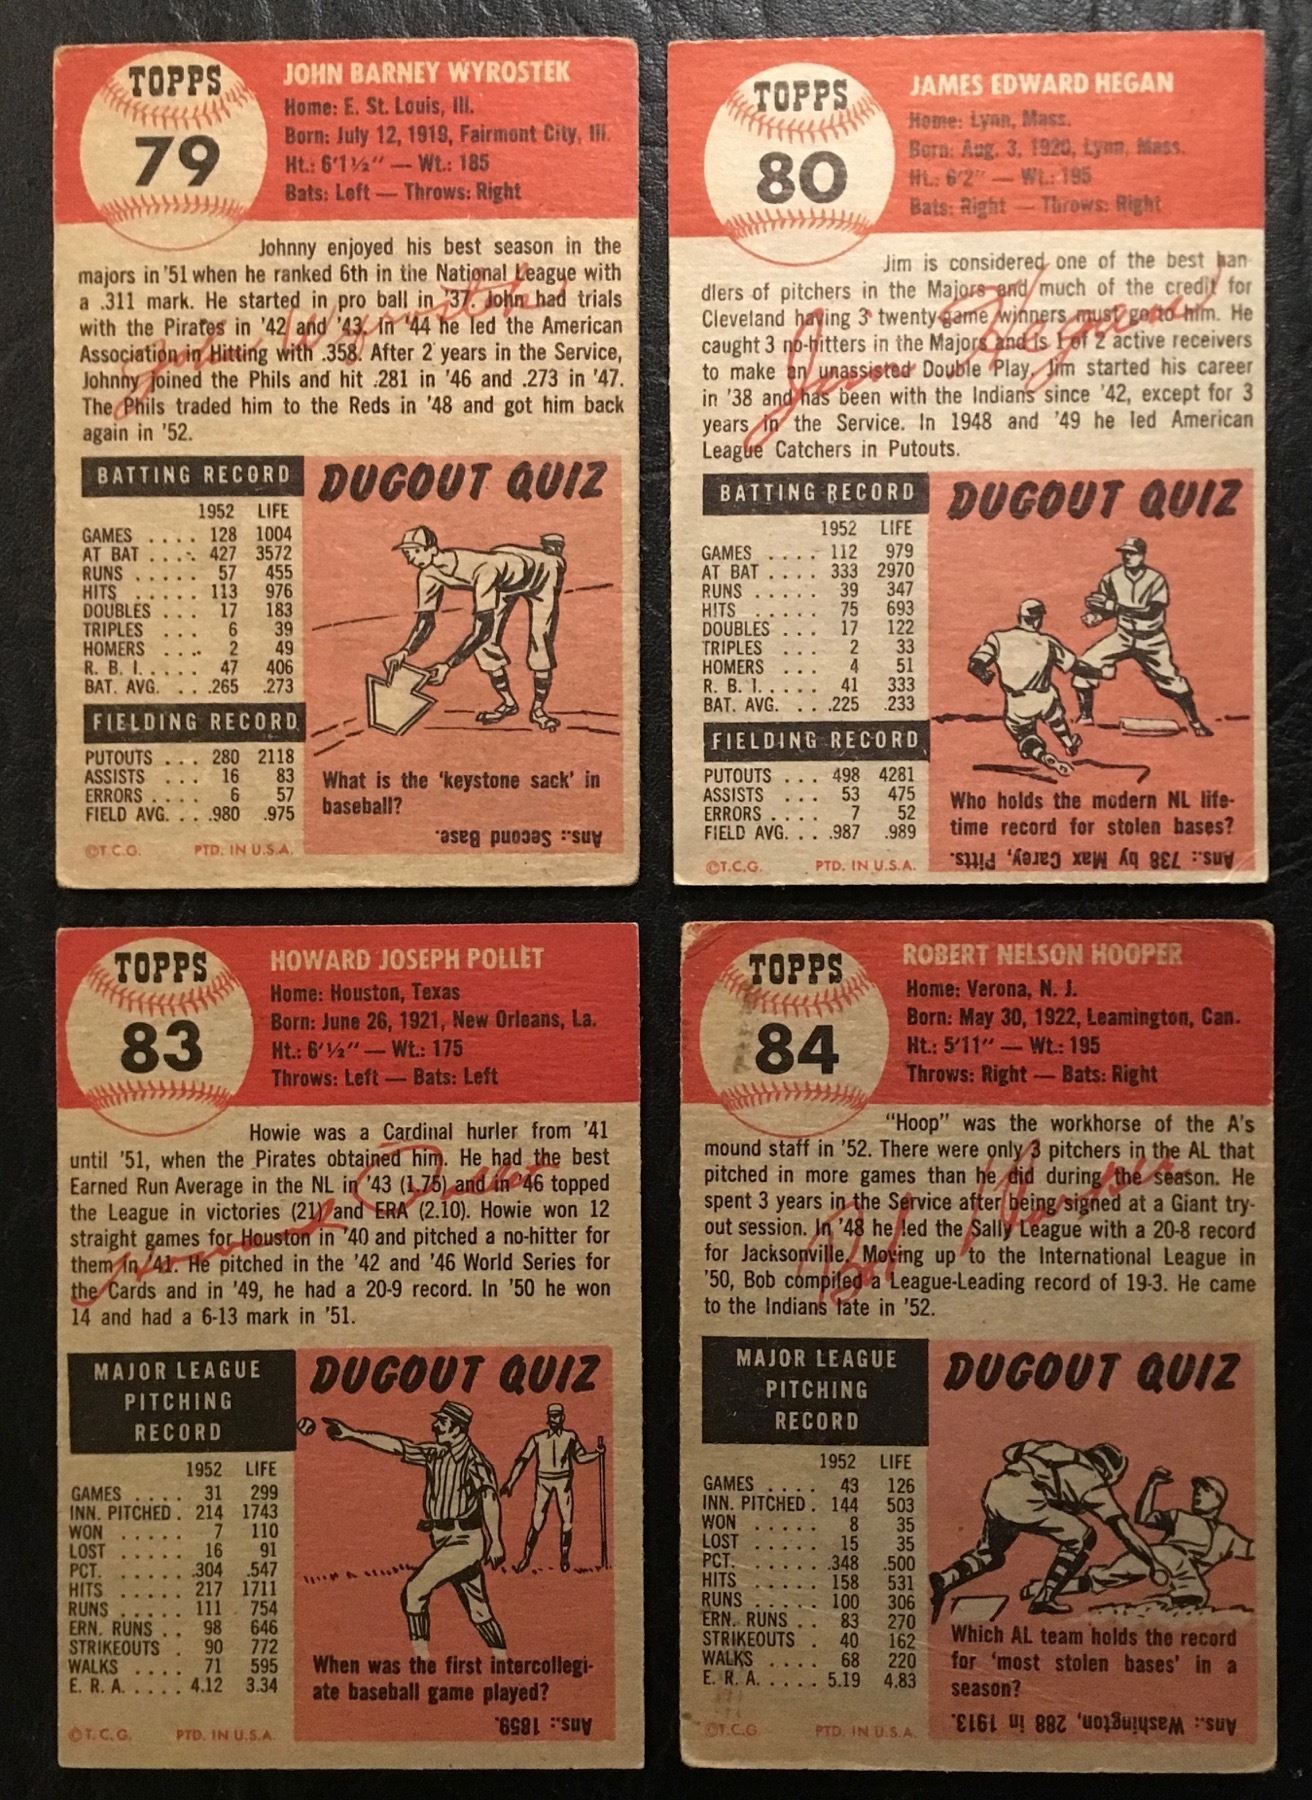 TOPPS
79
JOHN BARNEY WYROSTEK
Home: E. St. Louis, Ill.
Born: July 12, 1919, Fairmont City, Ill.
Ht.: 6'1½" — Wt.: 185
Bats: Left — Throws: Right
Johnny enjoyed his best season in the
majors in '51 when he ranked 6th in the National League with
a .311 mark. He started in pro ball in '37. John had trials
with the Pirates in '42 and '43. In '44 he led the American
Association in Hitting with .358. After 2 years in the Service,
Johnny joined the Phils and hit .281 in '46 and .273 in '47.
The Phils traded him to the Reds in '48 and got him back
again in '52.
John Wyrostek
BATTING RECORD
1952 LIFE
GAMES .... 128 1004
AT BAT .... 427 3572
RUNS ..... 57 455
HITS ..... 113 976
DOUBLES ... 17 183
TRIPLES ... 6 39
HOMERS ... 2 49
R. B. I. .... 47 406
BAT. AVG. ... .265 .273
FIELDING RECORD
PUTOUTS ... 280 2118
ASSISTS ... 16 83
ERRORS .... 6 57
FIELD AVG. ... .980 .975
©T.C.G. PTD. IN U.S.A.
DUGOUT QUIZ
What is the 'keystone sack' in
baseball?
Ans.: Second Base.
TOPPS
80
JAMES EDWARD HEGAN
Home: Lynn, Mass.
Born: Aug. 3, 1920, Lynn, Mass.
Ht.: 6'2" — Wt.: 195
Bats: Right — Throws: Right
Jim is considered one of the best han-
dlers of pitchers in the Majors and much of the credit for
Cleveland having 3 twenty-game winners must go to him. He
caught 3 no-hitters in the Majors and is 1 of 2 active receivers
to make an unassisted Double Play. Jim started his career
in '38 and has been with the Indians since '42, except for 3
years in the Service. In 1948 and '49 he led American
League Catchers in Putouts.
Jim Hegan
BATTING RECORD
1952 LIFE
GAMES .... 112 979
AT BAT .... 333 2970
RUNS ..... 39 347
HITS ..... 75 693
DOUBLES ... 17 122
TRIPLES ... 2 33
HOMERS ... 4 51
R. B. I. .... 41 333
BAT. AVG. ... .225 .233
FIELDING RECORD
PUTOUTS ... 498 4281
ASSISTS ... 53 475
ERRORS .... 7 52
FIELD AVG. ... .987 .989
©T.C.G. PTD. IN U.S.A.
DUGOUT QUIZ
Who holds the modern NL life-
time record for stolen bases?
Ans.: 738 by Max Carey, Pitts.
TOPPS
83
HOWARD JOSEPH POLLET
Home: Houston, Texas
Born: June 26, 1921, New Orleans, La.
Ht.: 6'½" — Wt.: 175
Throws: Left — Bats: Left
Howie was a Cardinal hurler from '41
until '51, when the Pirates obtained him. He had the best
Earned Run Average in the NL in '43 (1.75) and in '46 topped
the League in victories (21) and ERA (2.10). Howie won 12
straight games for Houston in '40 and pitched a no-hitter for
them in '41. He pitched in the '42 and '46 World Series for
the Cards and in '49, he had a 20-9 record. In '50 he won
14 and had a 6-13 mark in '51.
Howard Pollet
MAJOR LEAGUE
PITCHING
RECORD
1952 LIFE
GAMES .... 31 299
INN. PITCHED. 214 1743
WON ..... 7 110
LOST ..... 16 91
PCT. ..... .304 .547
HITS ..... 217 1711
RUNS ..... 111 754
ERN. RUNS .. 98 646
STRIKEOUTS . 90 772
WALKS .... 71 595
E. R. A. .... 4.12 3.34
©T.C.G. PTD. IN U.S.A.
DUGOUT QUIZ
When was the first intercollegi-
ate baseball game played?
Ans.: 1859.
TOPPS
84
ROBERT NELSON HOOPER
Home: Verona, N. J.
Born: May 30, 1922, Leamington, Can.
Ht.: 5'11" — Wt.: 195
Throws: Right — Bats: Right
"Hoop" was the workhorse of the A's
mound staff in '52. There were only 3 pitchers in the AL that
pitched in more games than he did during the season. He
spent 3 years in the Service after being signed at a Giant try-
out session. In '48 he led the Sally League with a 20-8 record
for Jacksonville. Moving up to the International League in
'50, Bob compiled a League-Leading record of 19-3. He came
to the Indians late in '52.
Bob Hooper
MAJOR LEAGUE
PITCHING
RECORD
1952 LIFE
GAMES .... 43 126
INN. PITCHED . 144 503
WON ..... 8 35
LOST ..... 15 35
PCT. ..... .348 .500
HITS ..... 158 531
RUNS ..... 100 306
ERN. RUNS .. 83 270
STRIKEOUTS . 40 162
WALKS .... 68 220
E. R. A. .... 5.19 4.83
©T.C.G. PTD. IN U.S.A.
DUGOUT QUIZ
Which AL team holds the record
for 'most stolen bases' in a
season?
Ans.: Washington, 288 in 1913.